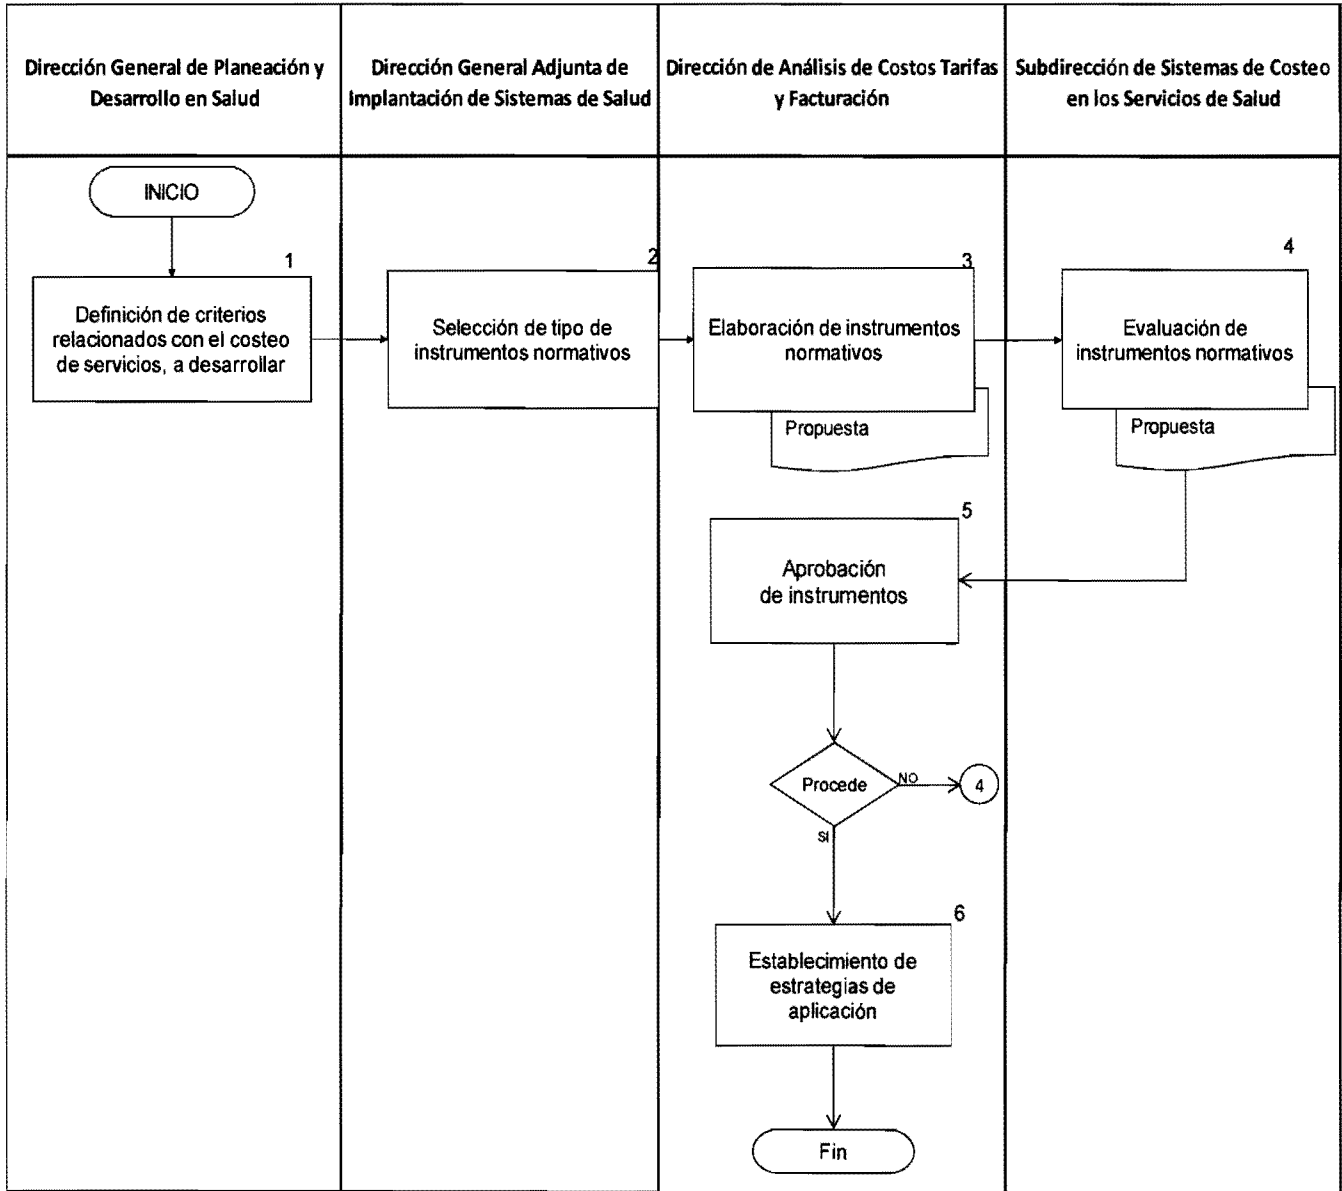 Dirección General de Planeación y
Desarrollo en Salud
Dirección General Adjunta de
Implantación de Sistemas de Salud
Dirección de Análisis de Costos Tarifas
y Facturación
Subdirección de Sistemas de Costeo
en los Servicios de Salud
INICIO
1
Definición de criterios
relacionados con el costeo
de servicios, a desarrollar
2
Selección de tipo de
instrumentos normativos
3
Elaboración de instrumentos
normativos
Propuesta
4
Evaluación de
instrumentos normativos
Propuesta
5
Aprobación
de instrumentos
Procede
NO
4
SI
6
Establecimiento de
estrategias de
aplicación
Fin